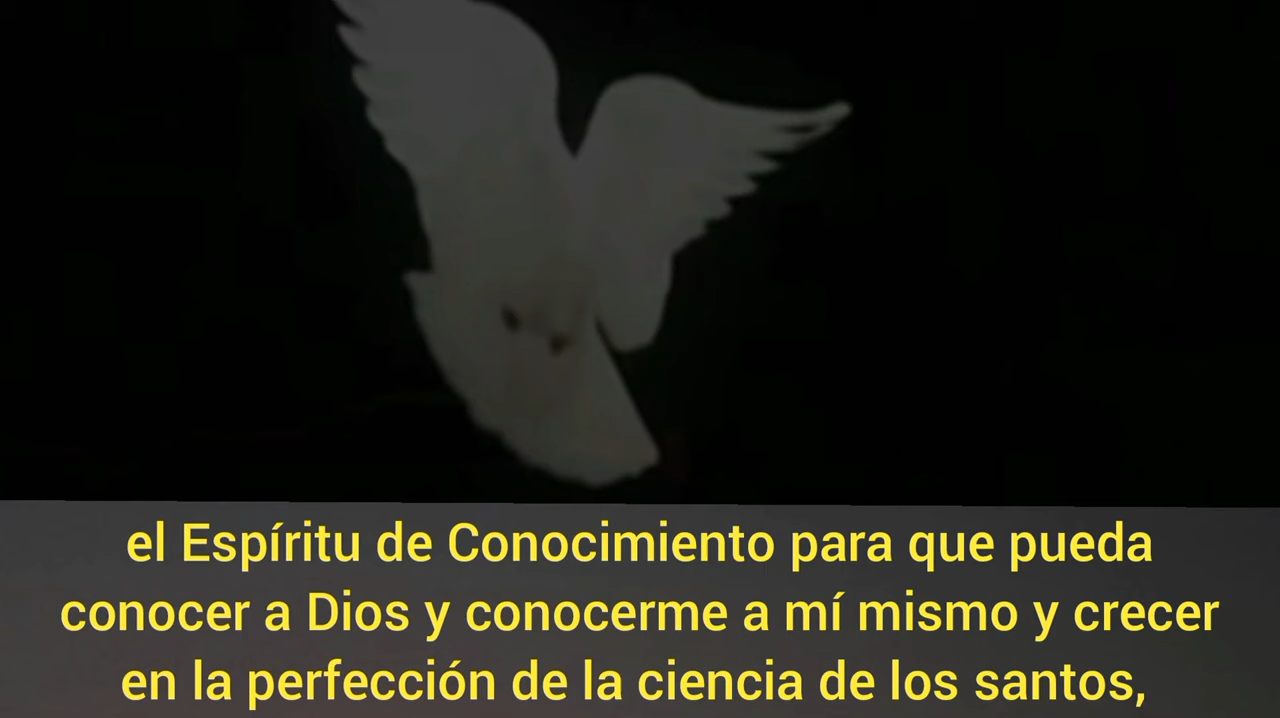 el Espíritu de Conocimiento para que pueda
conocer a Dios y conocerme a mí mismo y crecer
en la perfección de la ciencia de los santos,